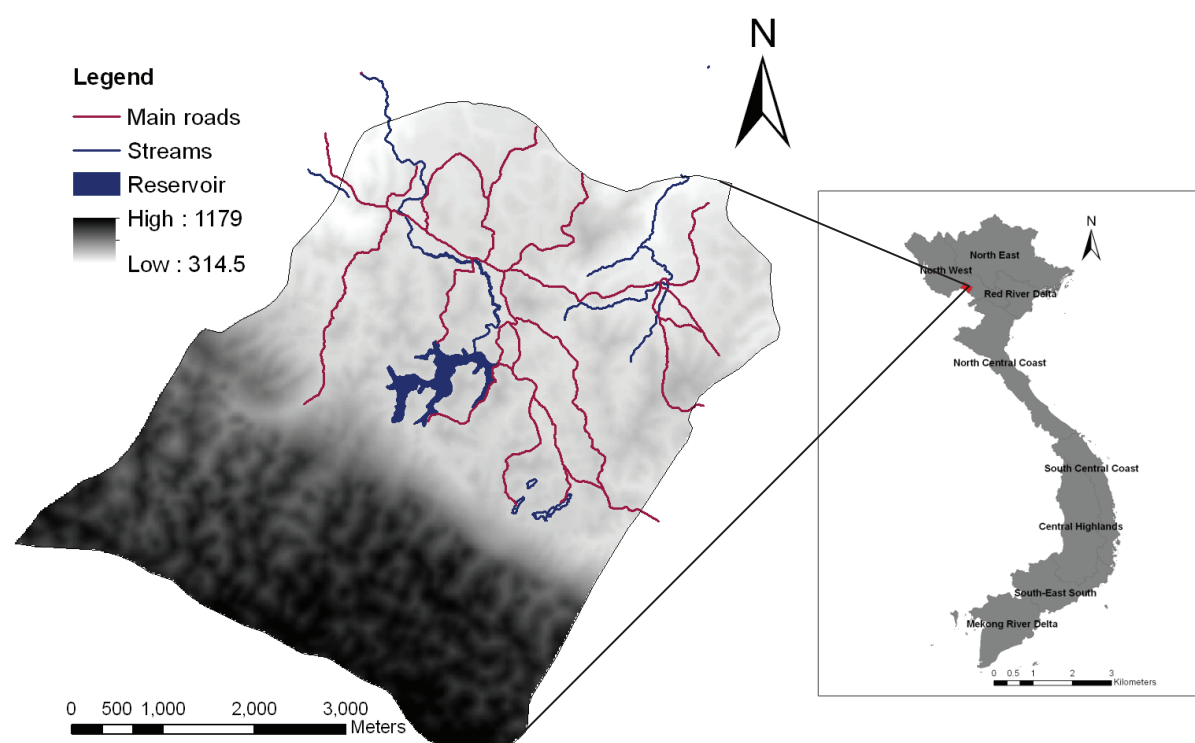 N
Legend
Main roads
Streams
Reservoir
High : 1179
Low : 314.5
0 500 1,000 2,000 3,000
Meters
N
North East
North West
Red River Delta
North Central Coast
South Central Coast
Central Highlands
South-East South
Mekong River Delta
0 0.5 1 2 3
Kilometers